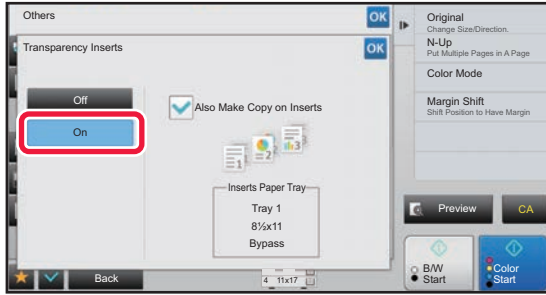 Others
OK
Transparency Inserts
OK
Off
On
Also Make Copy on Inserts
1
2
3
Inserts Paper Tray
Tray 1
8½x11
Bypass
Back
4 11x17
Original
Change Size/Direction.
N-Up
Put Multiple Pages in A Page
Color Mode
Margin Shift
Shift Position to Have Margin
Preview
CA
B/W
Start
Color
Start